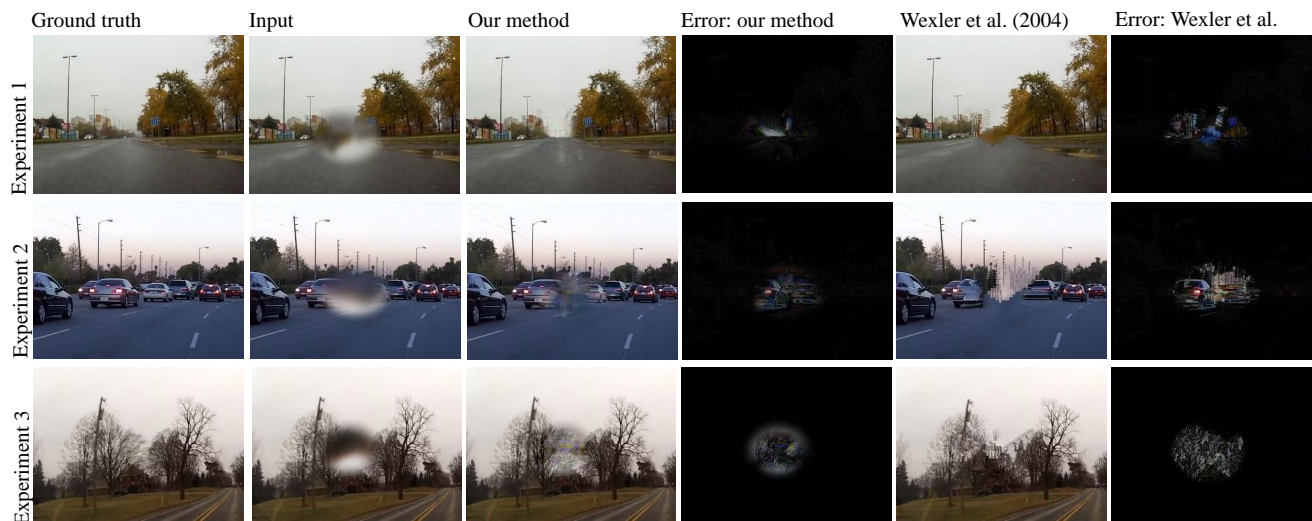 Ground truth
Input
Our method
Error: our method
Wexler et al. (2004)
Error: Wexler et al.
Experiment 1
Experiment 2
Experiment 3